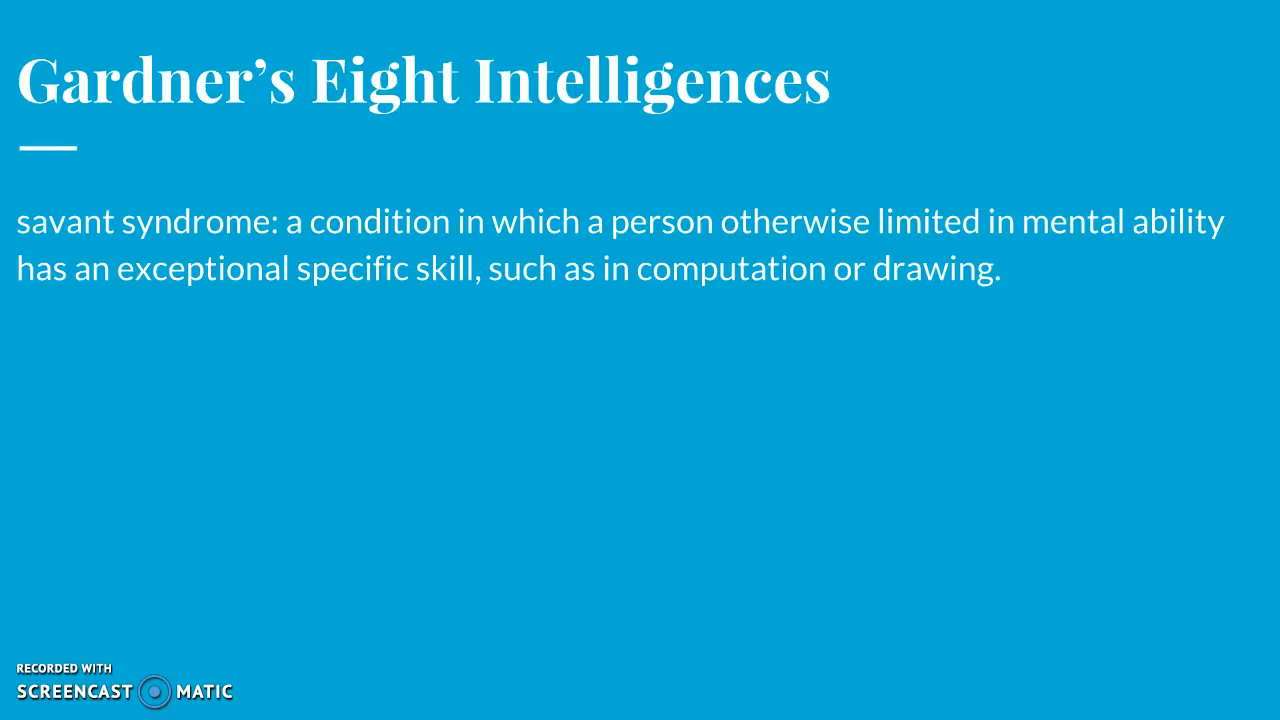 Gardner’s Eight Intelligences
savant syndrome: a condition in which a person otherwise limited in mental ability
has an exceptional specific skill, such as in computation or drawing.
RECORDED WITH
SCREENCAST MATIC